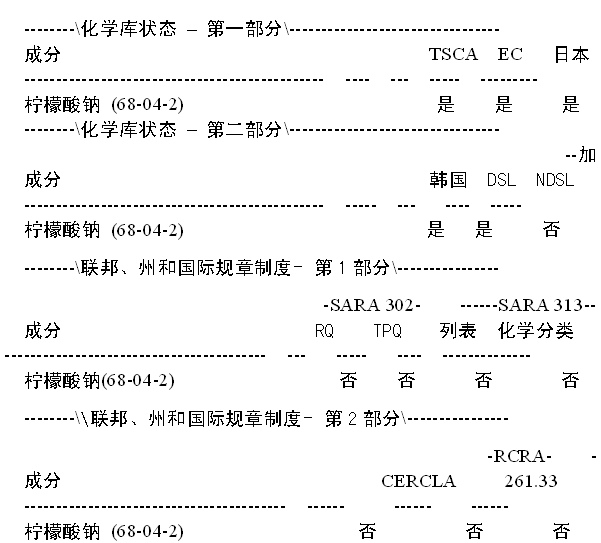 --------\化学库状态 – 第一部分\---------------------------------
成分 TSCA EC 日本
----------------------------------------------- ---- --- ----- ---------
柠檬酸钠 (68-04-2) 是 是 是
--------\化学库状态 – 第二部分\---------------------------------
--加
成分 韩国 DSL NDSL
----------------------------------------------- ----- --- ---- -----
柠檬酸钠 (68-04-2) 是 是 否
--------\联邦、州和国际规章制度- 第 1 部分\----------------
-SARA 302- ------SARA 313--
成分 RQ TPQ 列表 化学分类
----------------------------------------- --- ----- ---- --------------
柠檬酸钠(68-04-2) 否 否 否 否
--------\\联邦、州和国际规章制度- 第 2 部分\----------------
-RCRA- -
成分 CERCLA 261.33
----------------------------------------- ------ ------ ------
柠檬酸钠 (68-04-2) 否 否 否